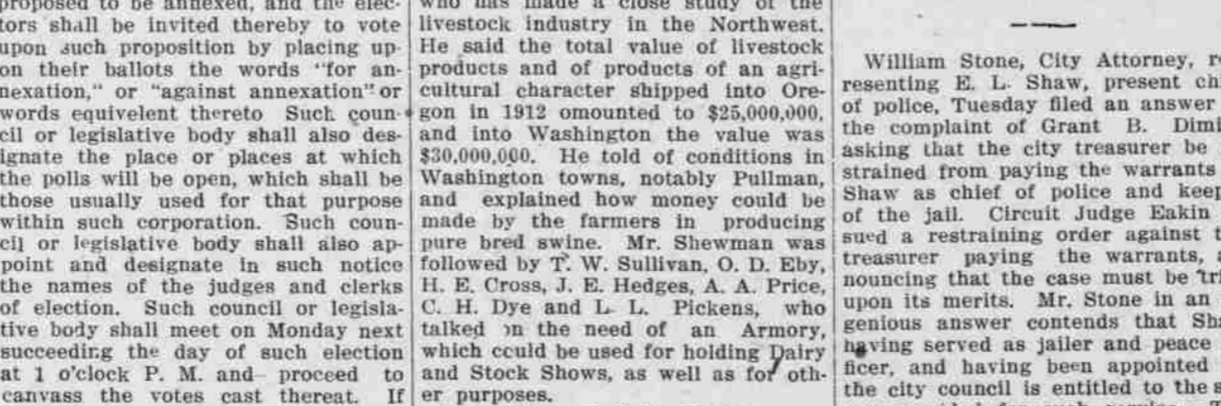 proposed to be annexed, and the elec-
tors shall be invited thereby to vote
upon such proposition by placing up-
on their ballots the words "for an-
nexation," or "against annexation" or
words equivelent thereto Such coun-
cil or legislative body shall also des-
ignate the place or places at which
the polls will be open, which shall be
those usually used for that purpose
within such corporation. Such coun-
cil or legislative body shall also ap-
point and designate in such notice
the names of the judges and clerks
of election. Such council or legisla-
tive body shall meet on Monday next
succeeding the day of such election
at 1 o'clock P. M. and proceed to
canvass the votes cast thereat. If
who has made a close study of the
livestock industry in the Northwest.
He said the total value of livestock
products and of products of an agri-
cultural character shipped into Ore-
gon in 1912 omounted to $25,000,000,
and into Washington the value was
$30,000,000. He told of conditions in
Washington towns, notably Pullman,
and explained how money could be
made by the farmers in producing
pure bred swine. Mr. Shewman was
followed by T. W. Sullivan, O. D. Eby,
H. E. Cross, J. E. Hedges, A. A. Price,
C. H. Dye and L. L. Pickens, who
talked on the need of an Armory,
which could be used for holding Dairy
and Stock Shows, as well as for oth-
er purposes.
William Stone, City Attorney,
resenting E. L. Shaw, present
of police, Tuesday filed an answer
the complaint of Grant B.
asking that the city treasurer be
strained from paying the warrants
Shaw as chief of police and
of the jail. Circuit Judge Eakin
sued a restraining order against
treasurer paying the warrants,
nouncing that the case must be
upon its merits. Mr. Stone in an
genious answer contends that
having served as jailer and peace
ficer, and having been appointed
the city council is entitled to the